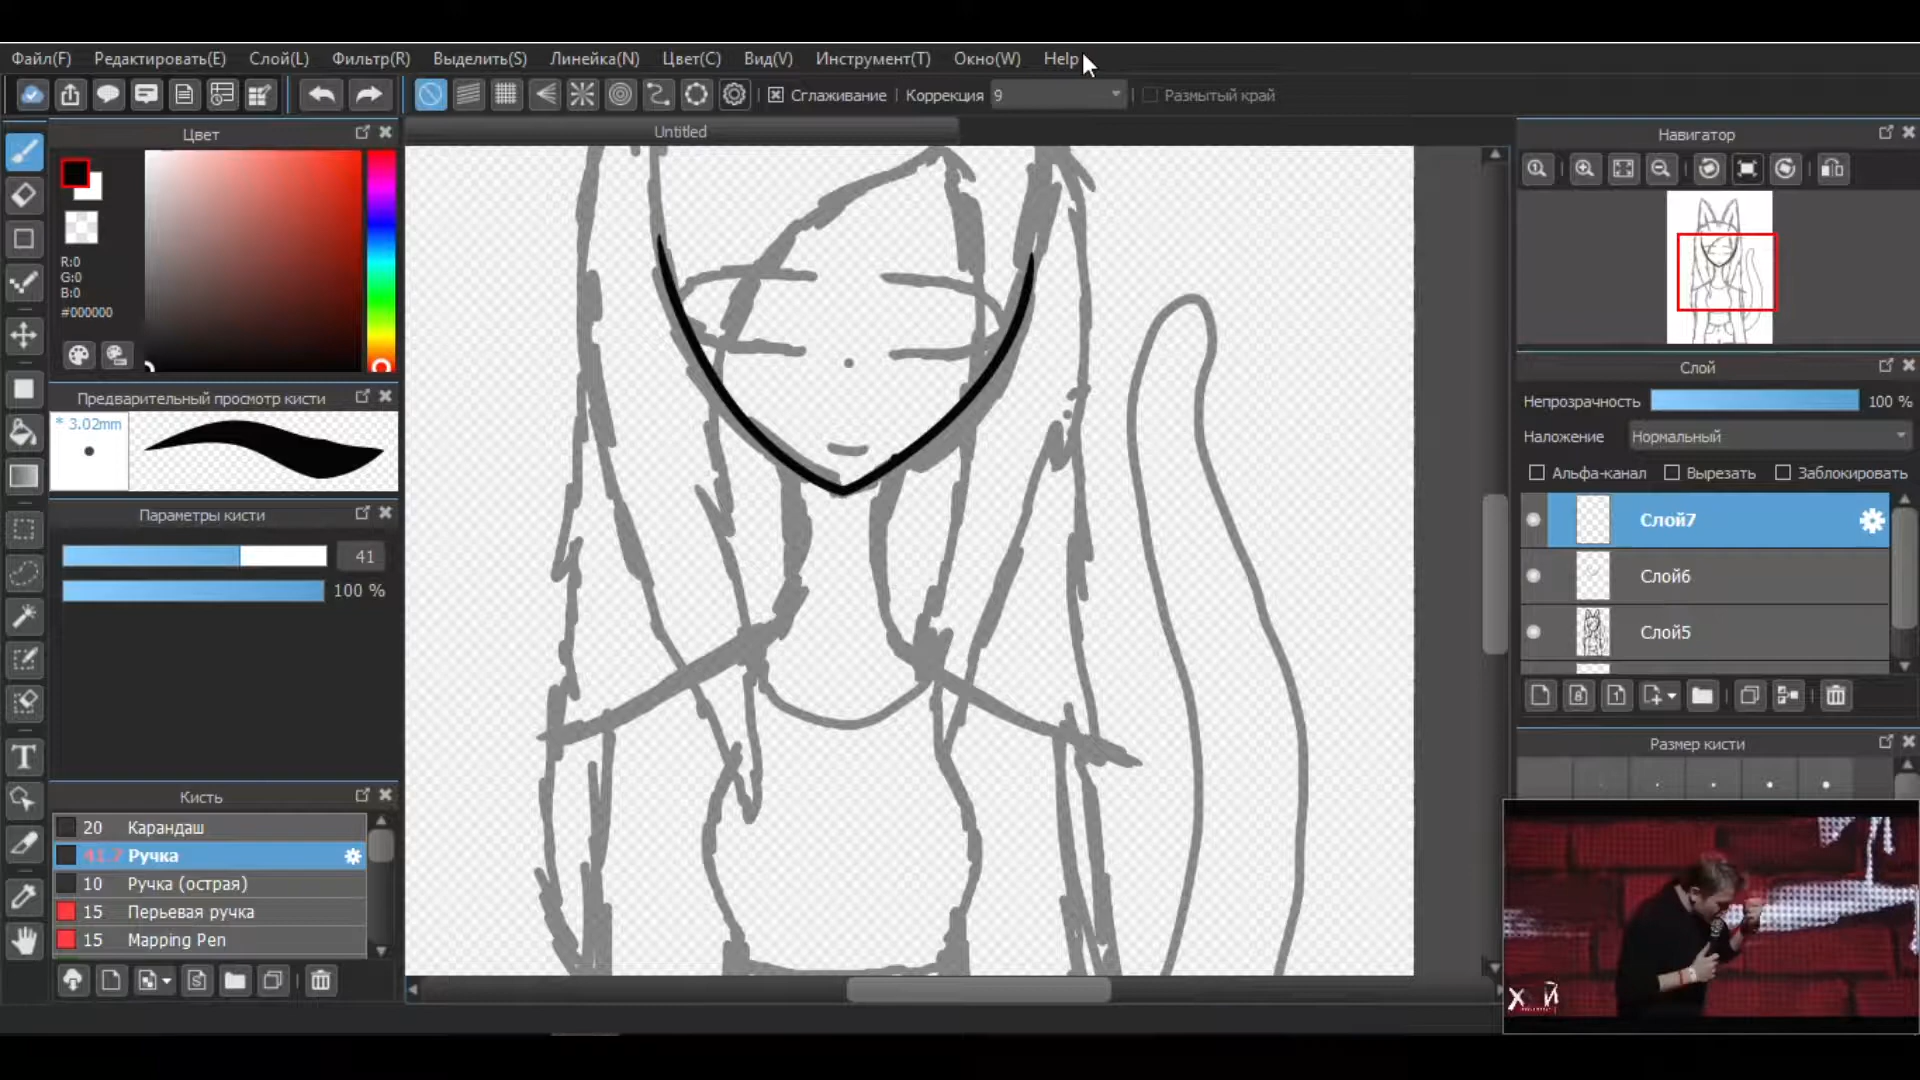 Файл(F) Редактировать(E) Слой(L) Фильтр(R) Выделить(S) Линейка(N) Цвет(C) Вид(V) Инструмент(T) Окно(W) Help
Сглаживание Коррекция 9 Размытый край
Цвет
R:0
G:0
B:0
#000000
Предварительный просмотр кисти
* 3.02mm
Параметры кисти
41
100 %
Кисть
20 Карандаш
41.7 Ручка
10 Ручка (острая)
15 Перьевая ручка
15 Mapping Pen
Untitled
Навигатор
Слой
Непрозрачность 100 %
Наложение Нормальный
Альфа-канал Вырезать Заблокировать
Слой7
Слой6
Слой5
Размер кисти